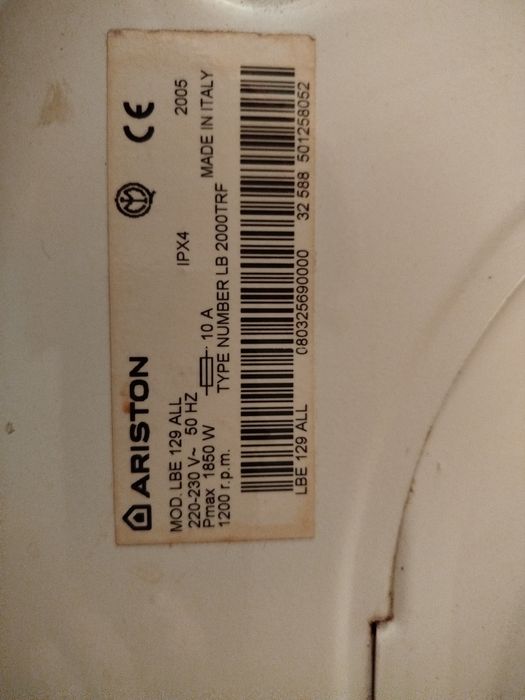 ARISTON
MOD. LBE 129 ALL
220-230 V~ 50 HZ IPX4 2005
Pmax 1850 W 10 A
1200 r.p.m. TYPE NUMBER LB 2000TRF MADE IN ITALY
LBE 129 ALL 080325690000 32 588 501258052